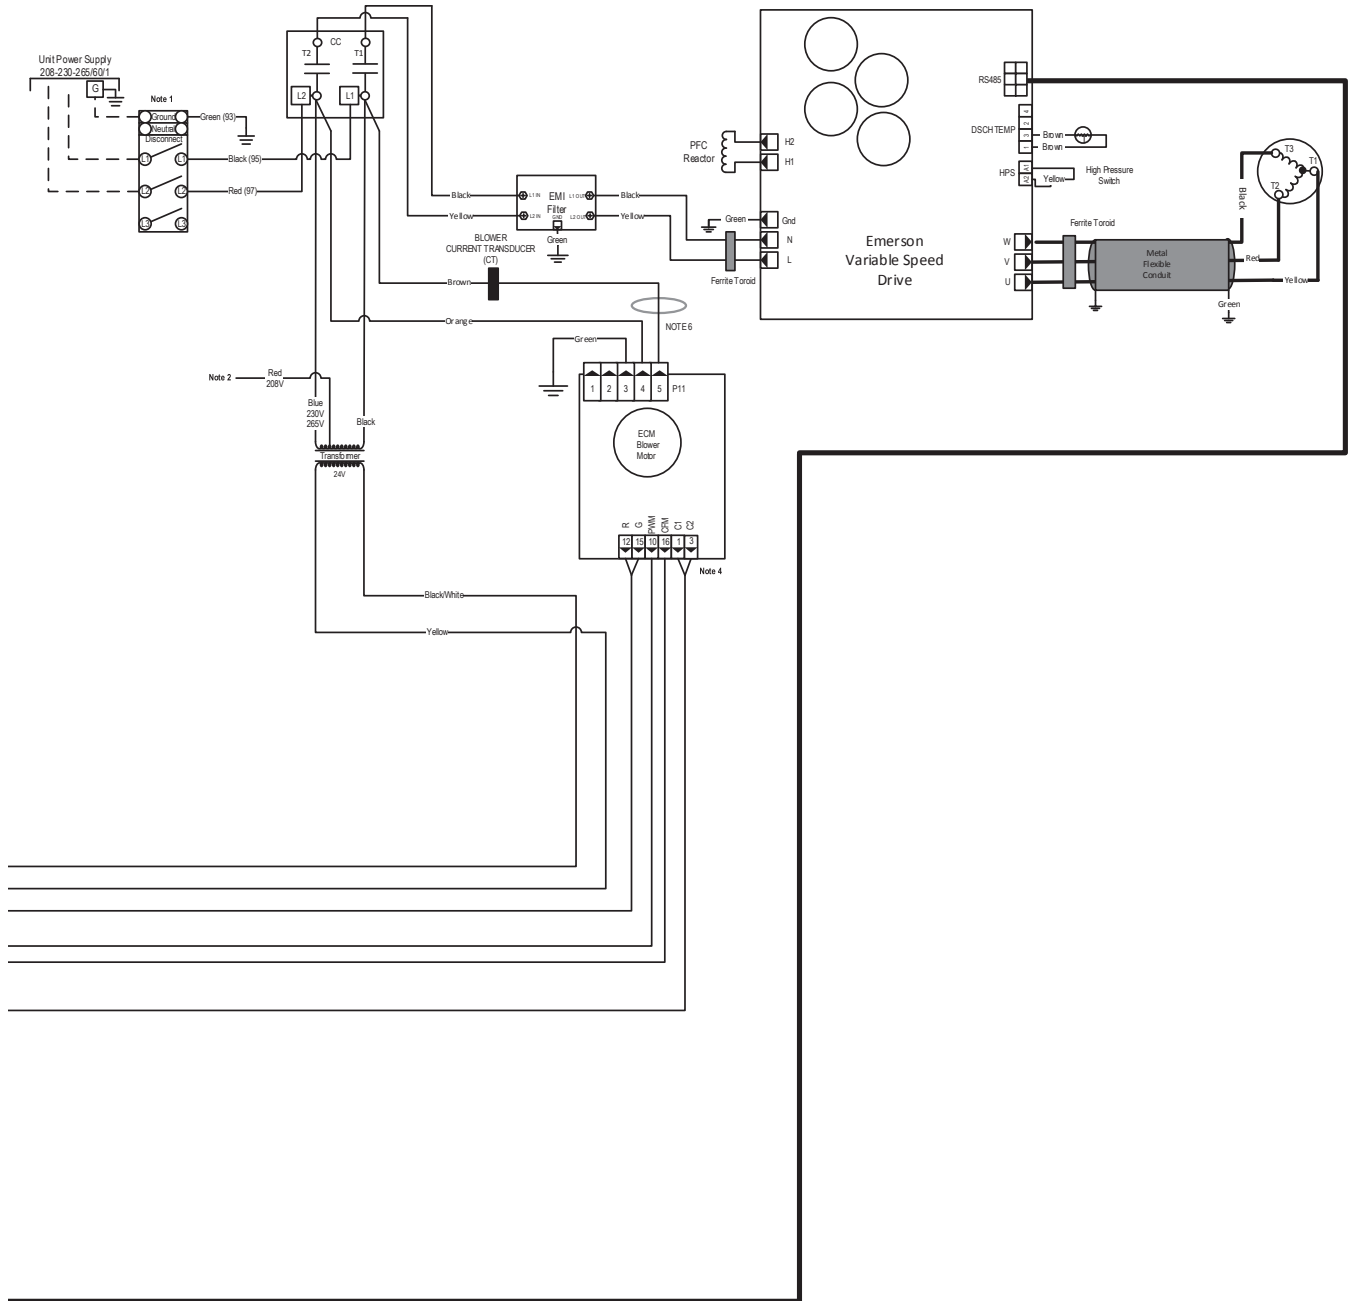 Unit Power Supply
208-230-265/60/1
G
Note 1
Ground
Neutral
Disconnect
L1
L1
L2
L2
L3
L3
Green (93)
Black (95)
Red (97)
CC
T2
T1
L2
L1
Black
Yellow
L1 IN
L2 IN
EMI
Filter
GND
L1 OUT
L2 OUT
Green
Black
Yellow
BLOWER
CURRENT TRANSDUCER
(CT)
Brown
Orange
NOTE 6
Green
Note 2
Red
208V
Blue
230V
265V
Black
Transformer
24V
1
2
3
4
5
P11
ECM
Blower
Motor
R
G
PWM
CFM
C1
C2
12
15
10
16
1
3
Note 4
Black/White
Yellow
PFC
Reactor
H2
H1
Green
Gnd
N
L
Ferrite Toroid
Emerson
Variable Speed
Drive
RS485
DSCH TEMP
4
2
3
1
Brown
Brown
T
HPS
A1
A2
Yellow
High Pressure
Switch
W
V
U
Ferrite Toroid
Metal
Flexible
Conduit
Black
Red
Yellow
Green
T3
T1
T2